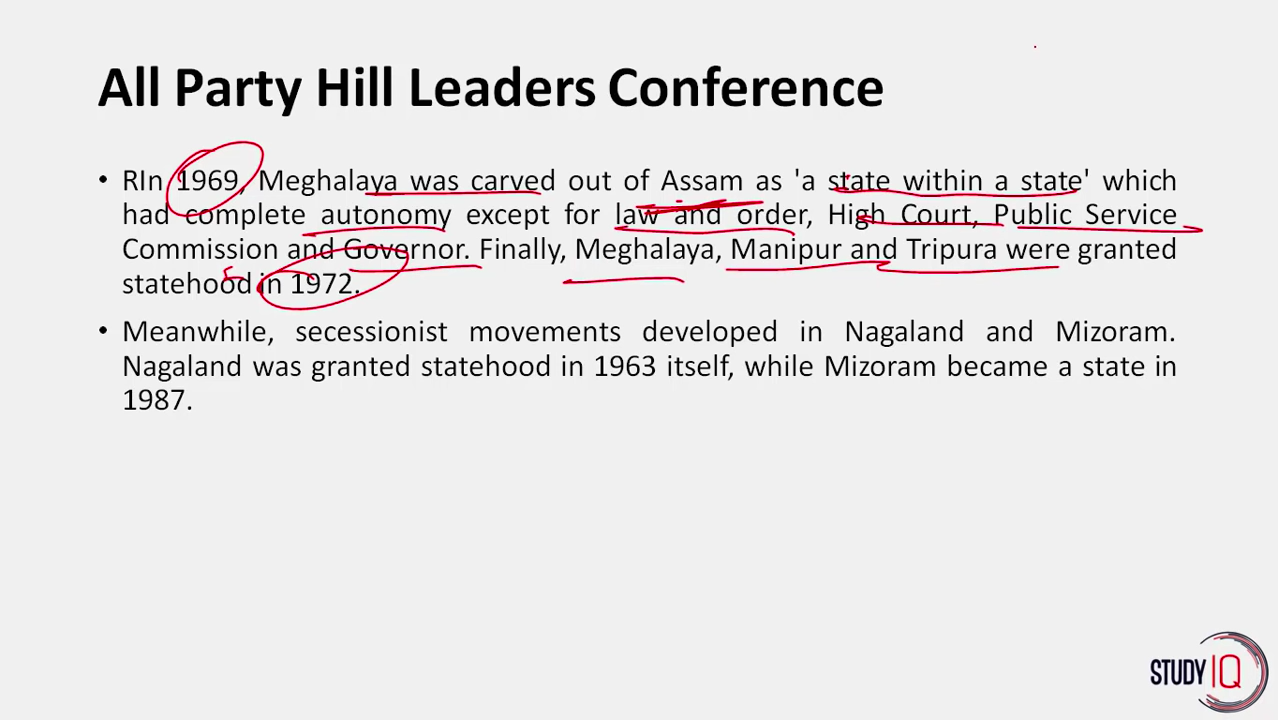 All Party Hill Leaders Conference
• RIn 1969, Meghalaya was carved out of Assam as 'a state within a state' which
had complete autonomy except for law and order, High Court, Public Service
Commission and Governor. Finally, Meghalaya, Manipur and Tripura were granted
statehood in 1972.
• Meanwhile, secessionist movements developed in Nagaland and Mizoram.
Nagaland was granted statehood in 1963 itself, while Mizoram became a state in
1987.
STUDY IQ